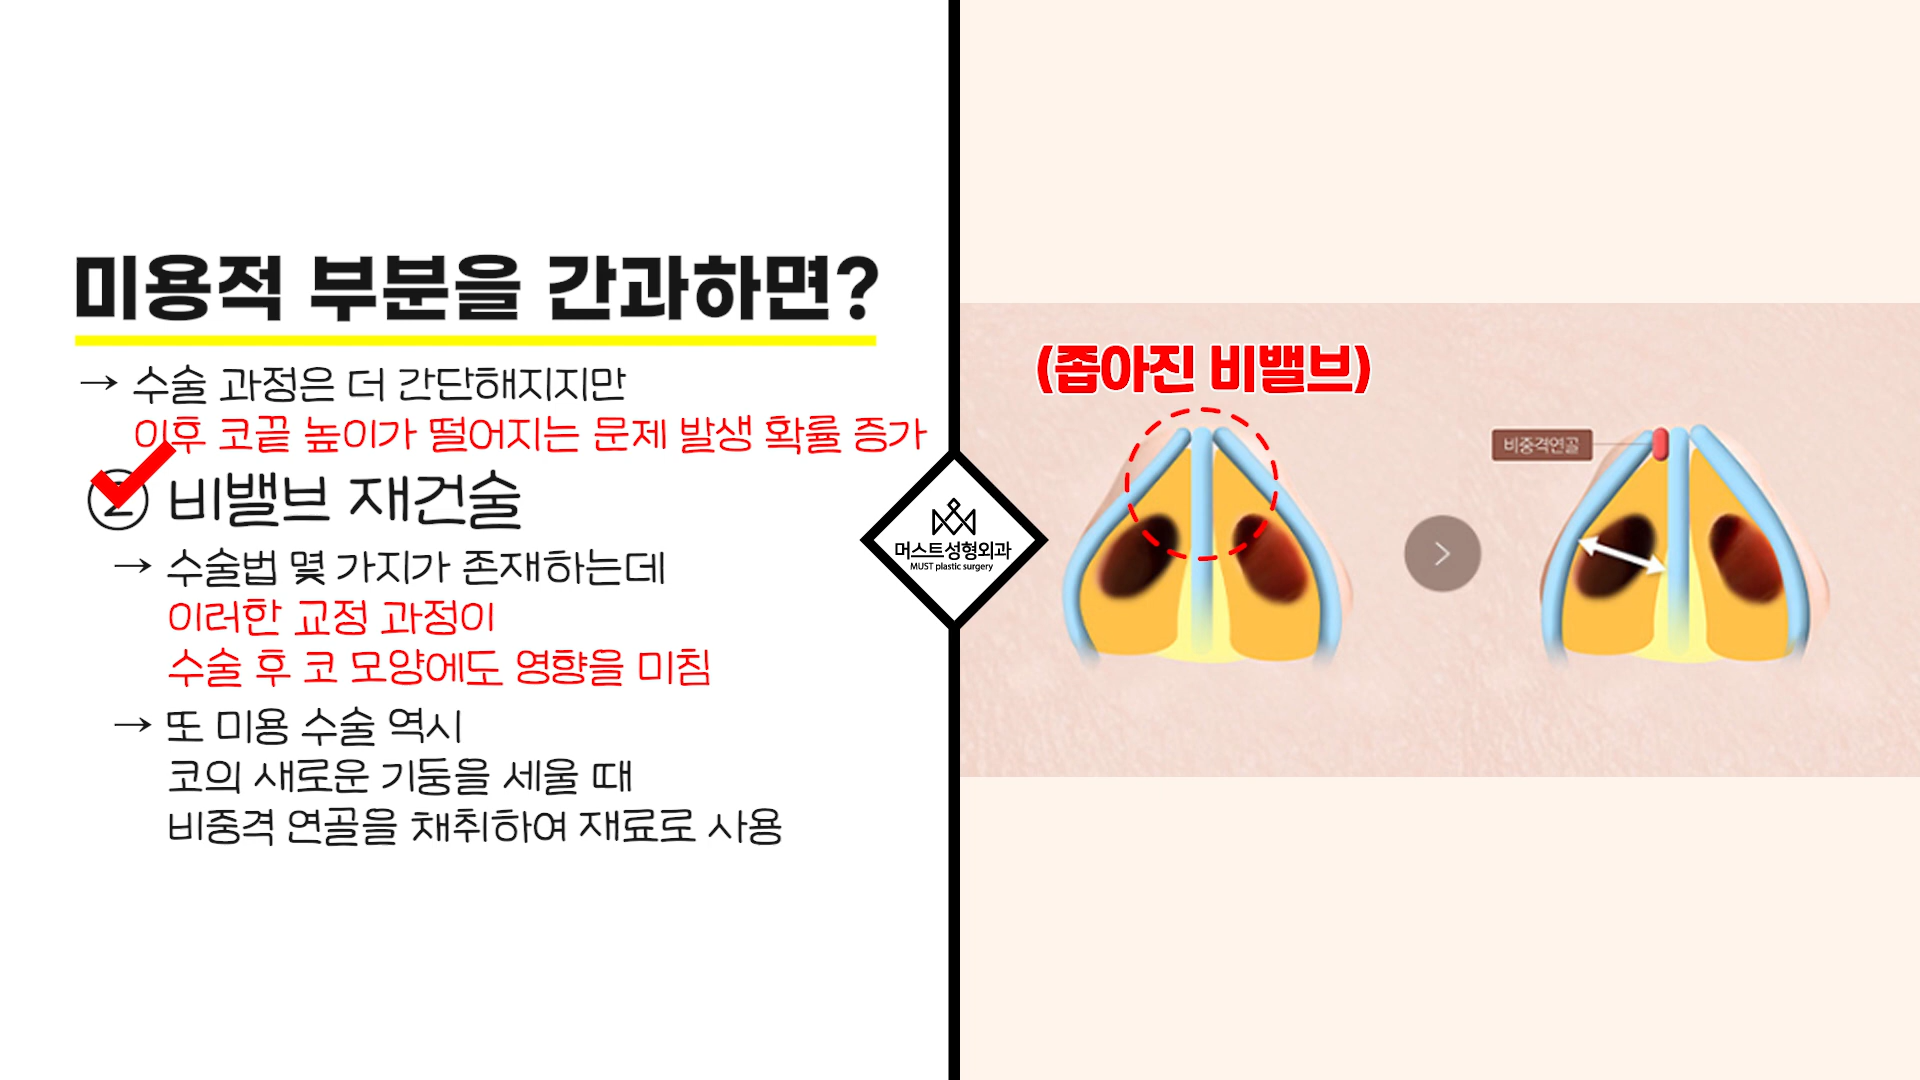 미용적 부분을 간과하면?
→ 수술 과정은 더 간단해지지만
이후 코끝 높이가 떨어지는 문제 발생 확률 증가
② 비밸브 재건술
→ 수술법 몇 가지가 존재하는데
이러한 교정 과정이
수술 후 코 모양에도 영향을 미침
→ 또 미용 수술 역시
코의 새로운 기둥을 세울 때
비중격 연골을 채취하여 재료로 사용
머스트성형외과
MUST plastic surgery
(좁아진 비밸브)
비중격연골